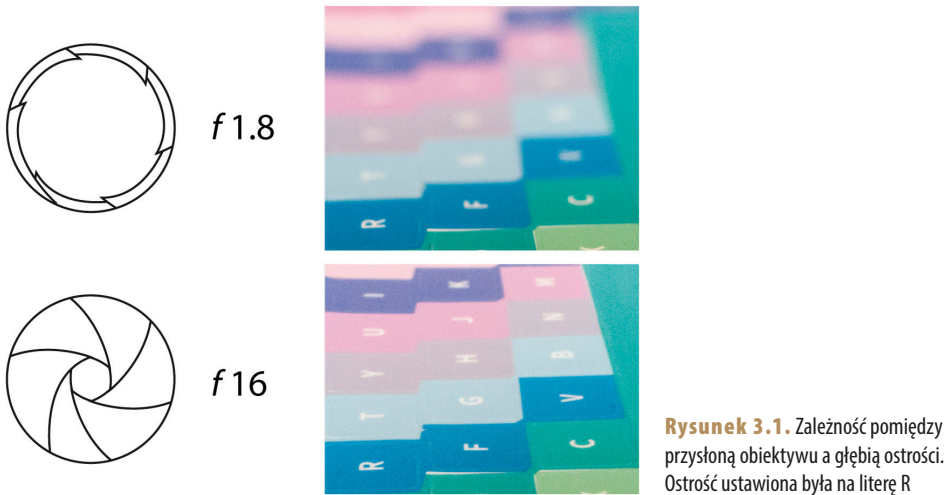 f 1.8
T
R
F
C
f 16
I
K
M
U
J
N
Y
H
B
T
G
V
R
F
C
Rysunek 3.1. Zależność pomiędzy
przysłoną obiektywu a głębią ostrości.
Ostrość ustawiona była na literę R